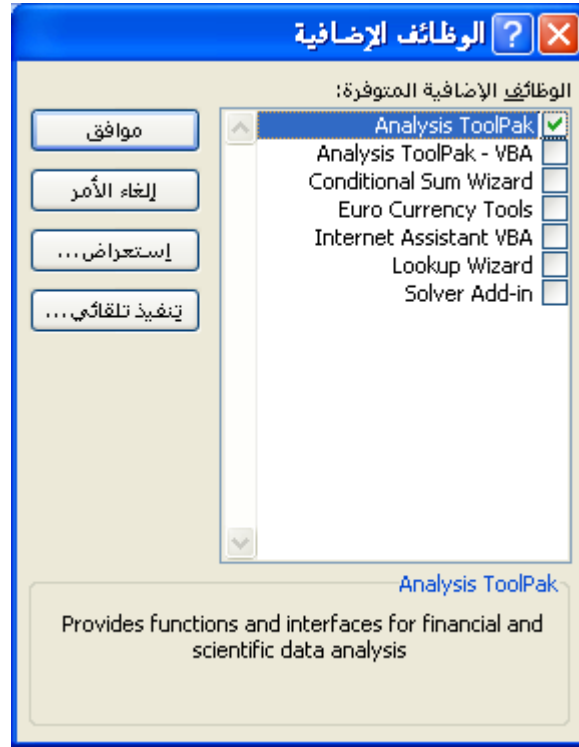 الوظائف الإضافية
الوظائف الإضافية المتوفرة:
Analysis ToolPak
Analysis ToolPak - VBA
Conditional Sum Wizard
Euro Currency Tools
Internet Assistant VBA
Lookup Wizard
Solver Add-in
موافق
إلغاء الأمر
إستعراض...
تنفيذ تلقائي...
Analysis ToolPak
Provides functions and interfaces for financial and
scientific data analysis